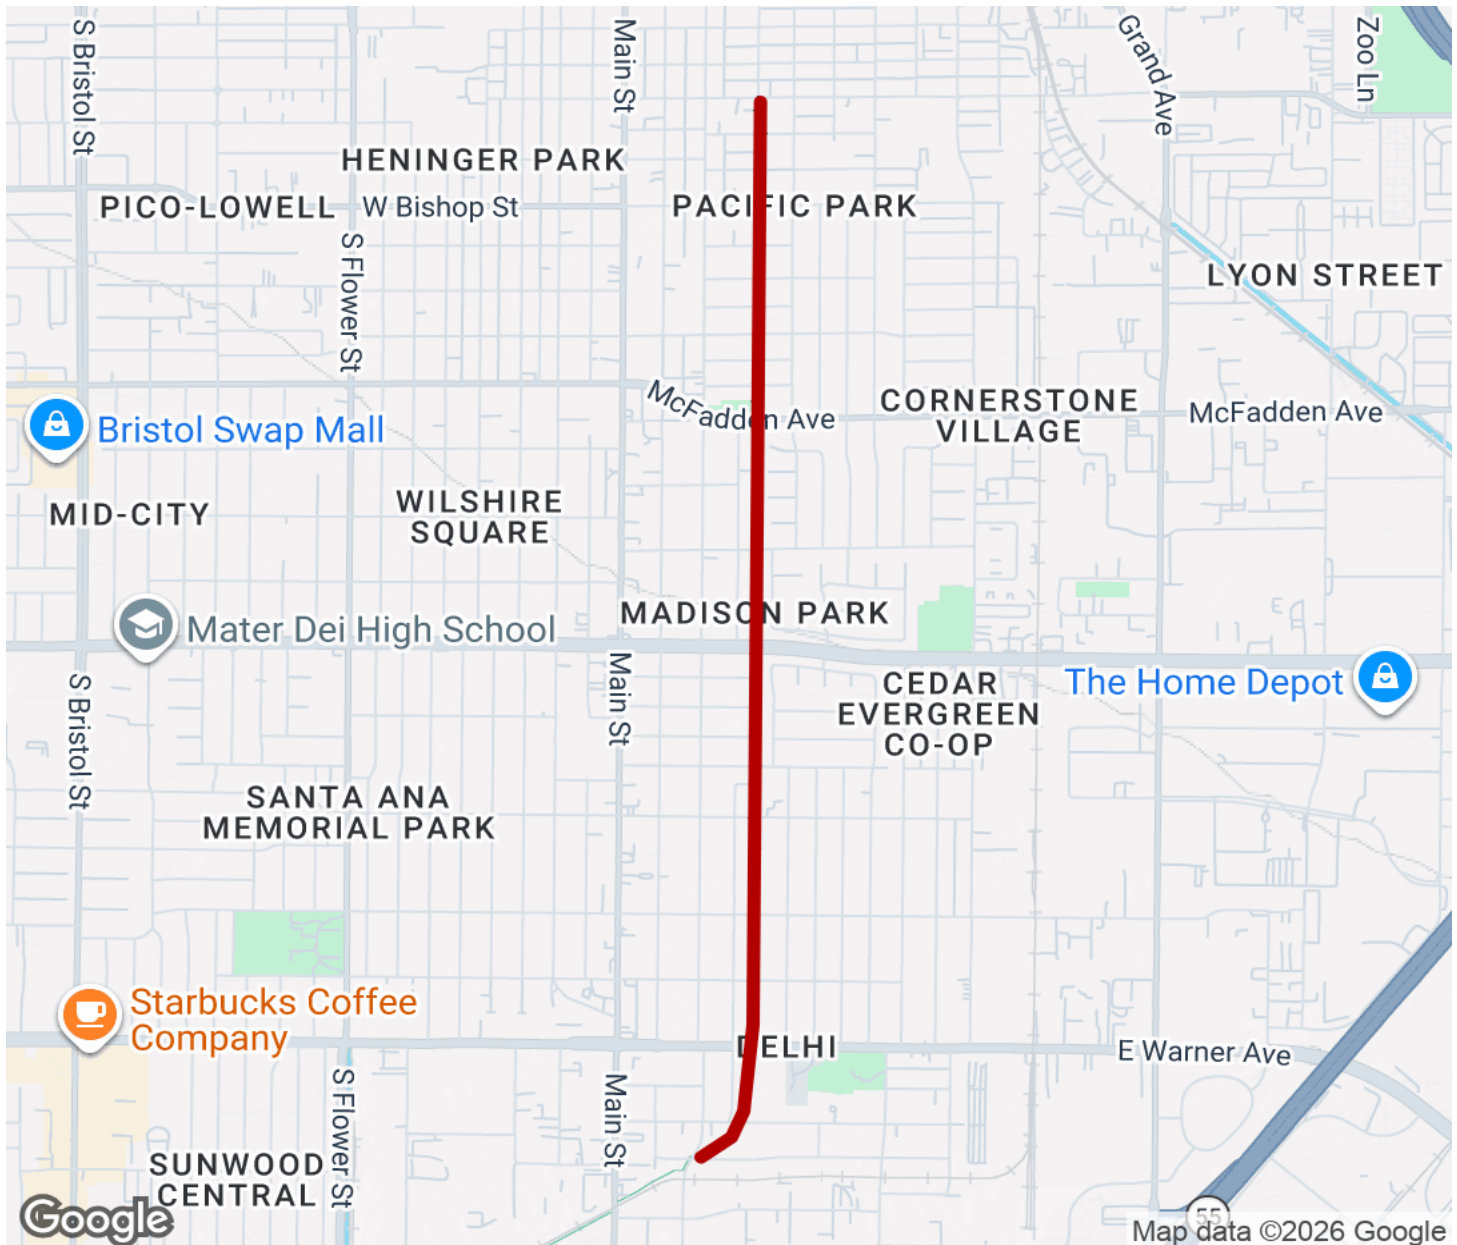 S Bristol St
Main St
Grand Ave
Zoo Ln
HENINGER PARK
PICO-LOWELL
W Bishop St
PACIFIC PARK
S Flower St
LYON STREET
McFadden Ave
CORNERSTONE
VILLAGE
McFadden Ave
Bristol Swap Mall
MID-CITY
WILSHIRE
SQUARE
MADISON PARK
Mater Dei High School
Main St
S Bristol St
CEDAR
EVERGREEN
CO-OP
The Home Depot
SANTA ANA
MEMORIAL PARK
Starbucks Coffee
Company
DELHI
E Warner Ave
S Flower St
Main St
SUNWOOD
CENTRAL
55
Google
Map data ©2026 Google